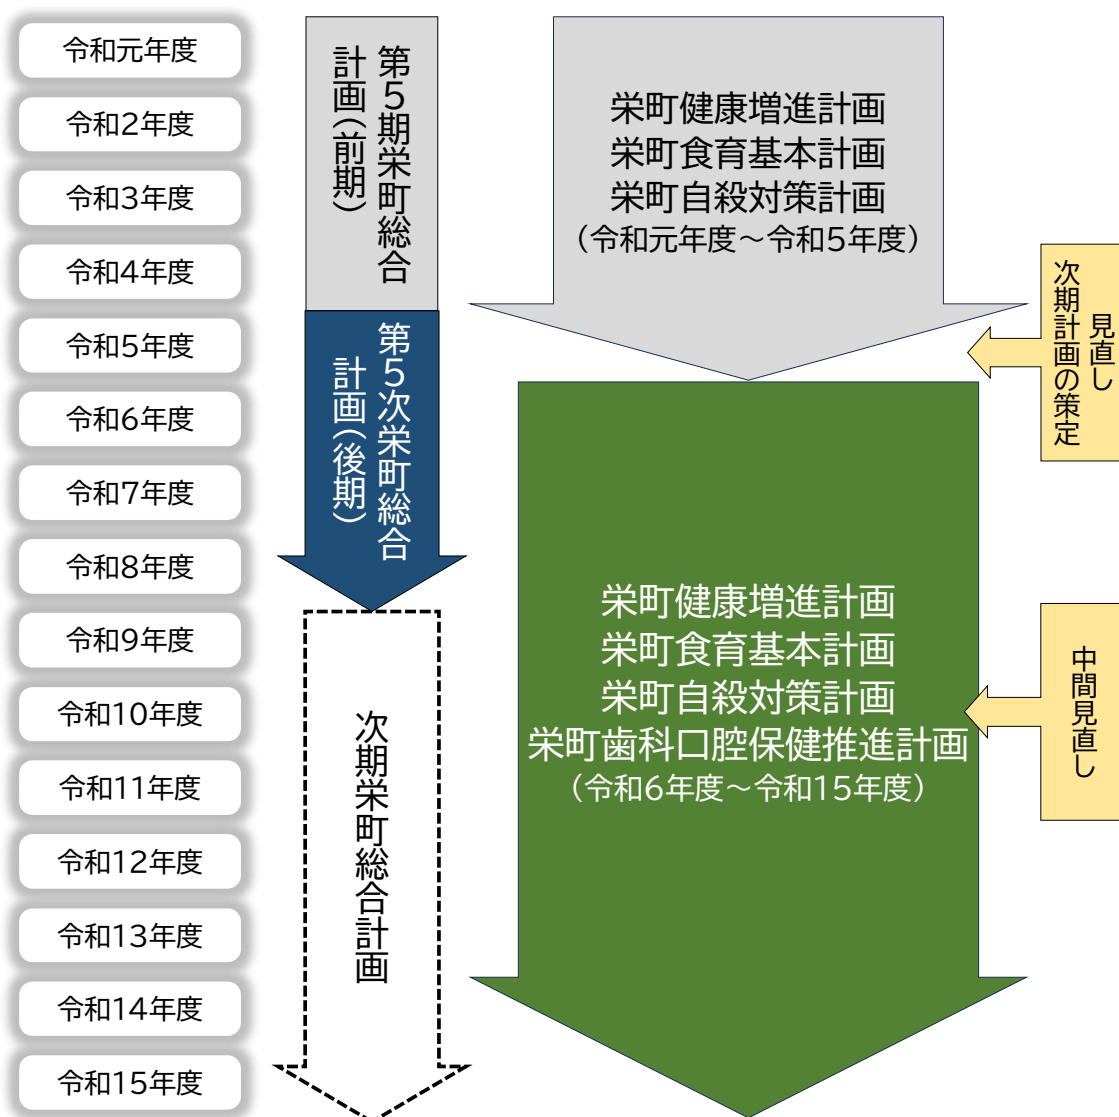 令和元年度
令和2年度
令和3年度
令和4年度
令和5年度
令和6年度
令和7年度
令和8年度
令和9年度
令和10年度
令和11年度
令和12年度
令和13年度
令和14年度
令和15年度
第5期栄町総合
計画(前期)
第5次栄町総合
計画(後期)
次期栄町総合計画
栄町健康増進計画
栄町食育基本計画
栄町自殺対策計画
(令和元年度～令和5年度)
栄町健康増進計画
栄町食育基本計画
栄町自殺対策計画
栄町歯科口腔保健推進計画
(令和6年度～令和15年度)
見直し
次期計画の策定
中間見直し